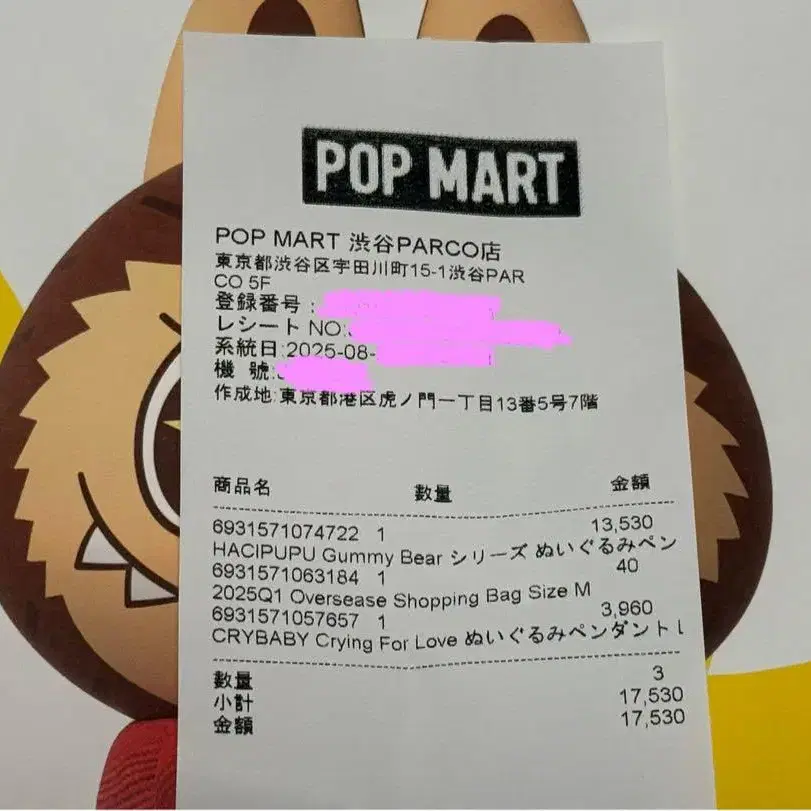 POP MART
POP MART 渋谷PARCO店
東京都渋谷区宇田川町15-1渋谷PAR
CO 5F
登録番号:
レシート NO:
系統日:2025-08-
機 號:
作成地:東京都港区虎ノ門一丁目13番5号7階
商品名 数量 金額
6931571074722 1 13,530
HACIPUPU Gummy Bear シリーズ ぬいぐるみペン
6931571063184 1 40
2025Q1 Oversease Shopping Bag Size M
6931571057657 1 3,960
CRYBABY Crying For Love ぬいぐるみペンダント
数量 3
小計 17,530
金額 17,530